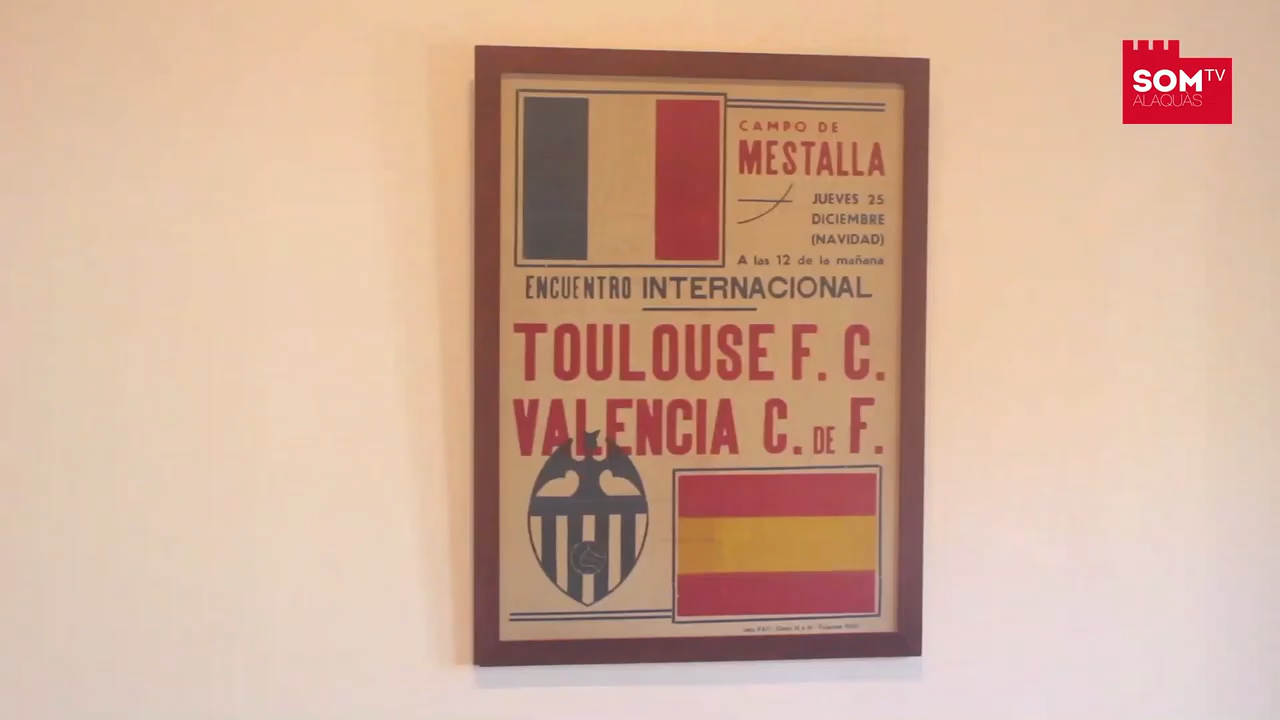 SOM TV
ALAQUÀS
CAMPO DE
MESTALLA
JUEVES 25
DICIEMBRE
(NAVIDAD)
A las 12 de la mañana
ENCUENTRO INTERNACIONAL
TOULOUSE F. C.
VALENCIA C. DE F.